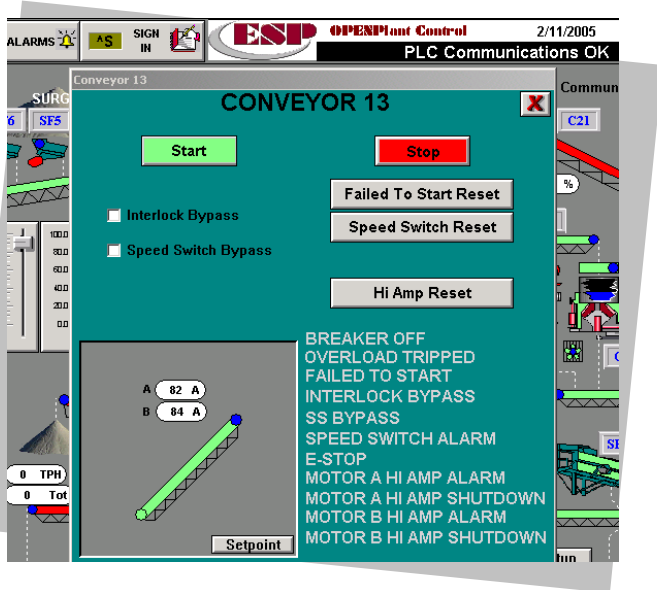 ALARMS
^S
SIGN
IN
ESP
OPENPlant Control
2/11/2005
PLC Communications OK
Conveyor 13
CONVEYOR 13
X
Commun
SURG
6
SF5
C21
Start
Stop
%
Failed To Start Reset
Interlock Bypass
Speed Switch Reset
Speed Switch Bypass
100.0
80.0
60.0
40.0
20.0
0.0
Hi Amp Reset
BREAKER OFF
OVERLOAD TRIPPED
FAILED TO START
INTERLOCK BYPASS
SS BYPASS
SPEED SWITCH ALARM
E-STOP
MOTOR A HI AMP ALARM
MOTOR A HI AMP SHUTDOWN
MOTOR B HI AMP ALARM
MOTOR B HI AMP SHUTDOWN
A 82 A
B 84 A
0 TPH
0 Tot
Setpoint